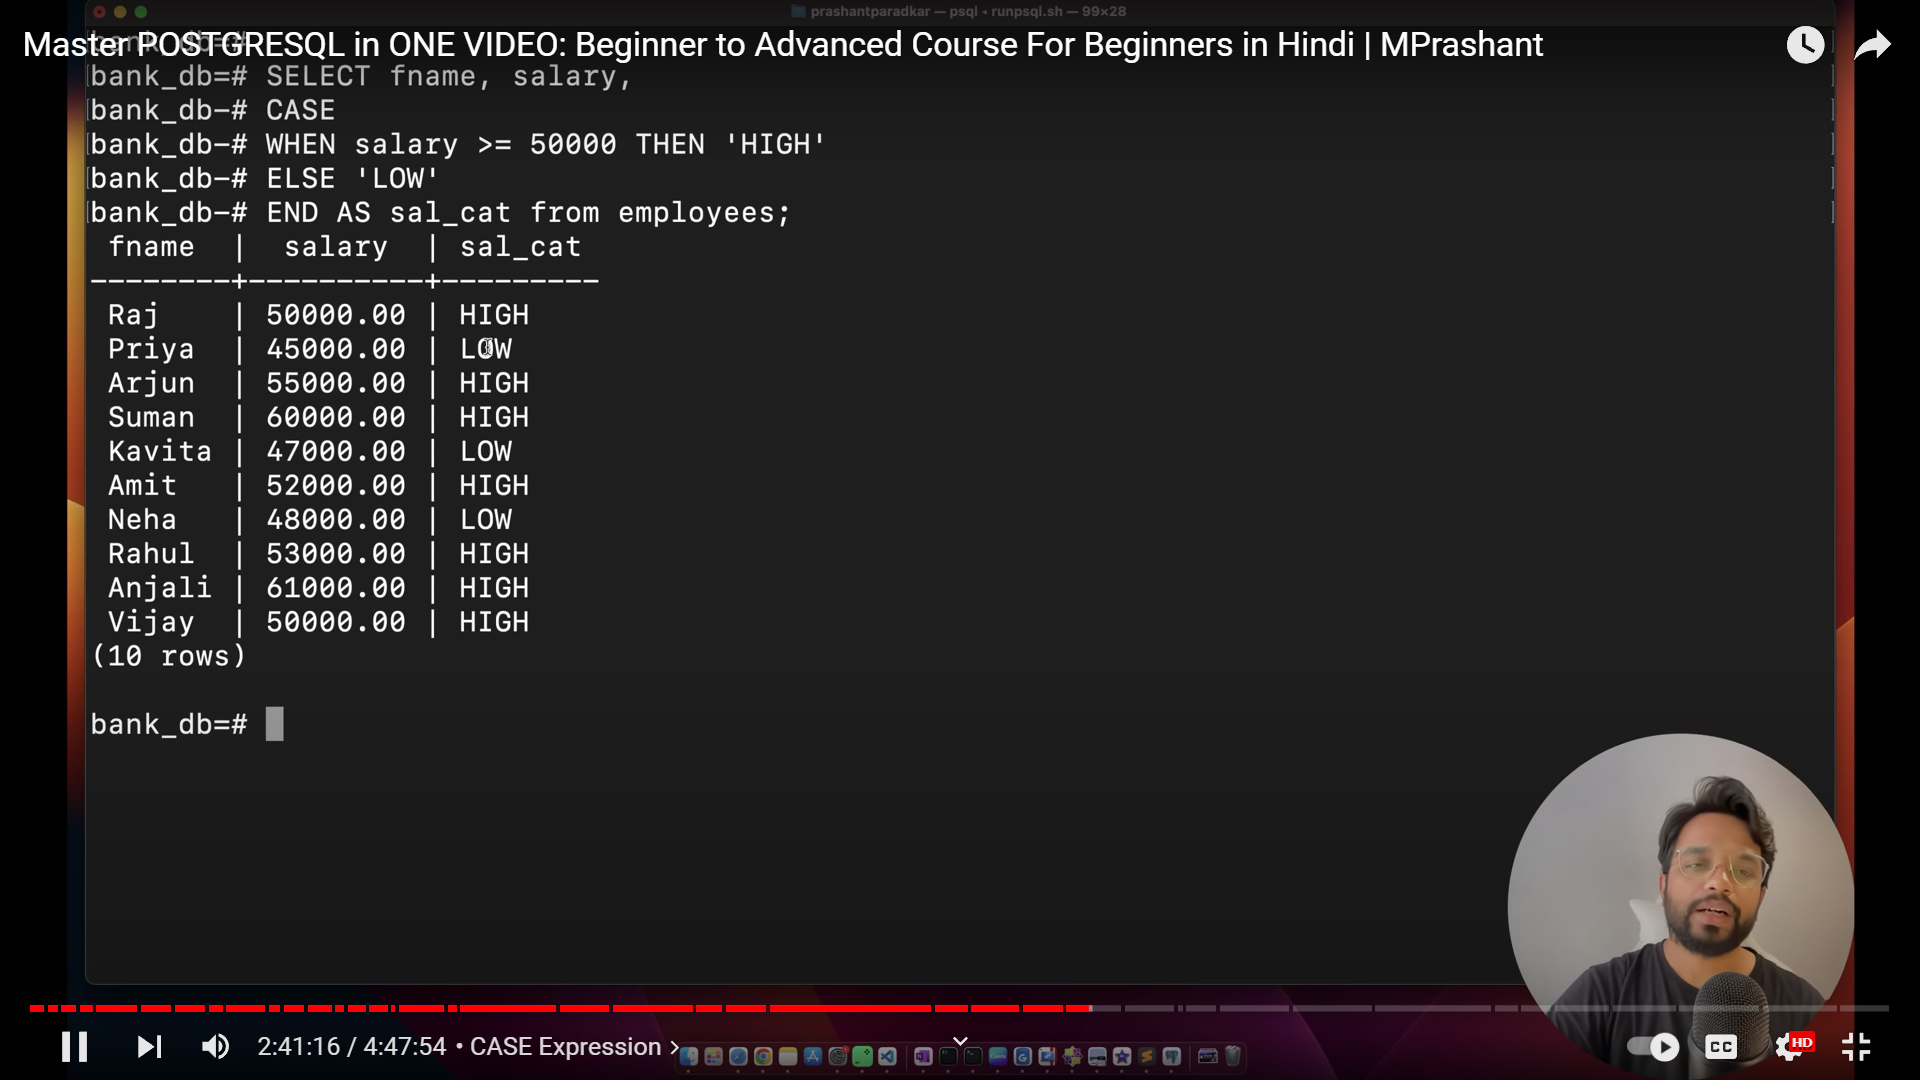 prashantparadkar — psql • runpsql.sh — 99×28
Master POSTGRESQL in ONE VIDEO: Beginner to Advanced Course For Beginners in Hindi | MPrashant
bank_db=# SELECT fname, salary,
bank_db-# CASE
bank_db-# WHEN salary >= 50000 THEN 'HIGH'
bank_db-# ELSE 'LOW'
bank_db-# END AS sal_cat from employees;
fname | salary | sal_cat
--------+----------+---------
Raj | 50000.00 | HIGH
Priya | 45000.00 | LOW
Arjun | 55000.00 | HIGH
Suman | 60000.00 | HIGH
Kavita | 47000.00 | LOW
Amit | 52000.00 | HIGH
Neha | 48000.00 | LOW
Rahul | 53000.00 | HIGH
Anjali | 61000.00 | HIGH
Vijay | 50000.00 | HIGH
(10 rows)
bank_db=#
2:41:16 / 4:47:54 • CASE Expression >
CC
HD